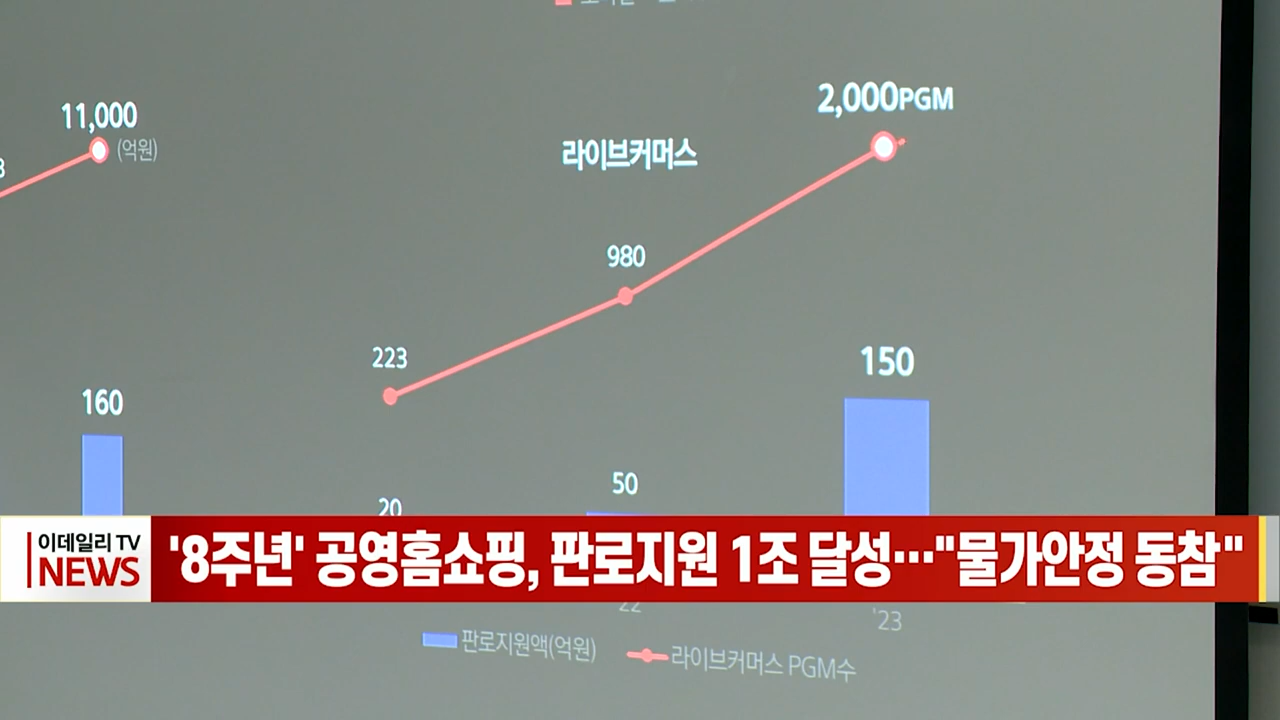 11,000
(억원)
160
라이브커머스
2,000PGM
980
223
150
50
20
이데일리 TV
NEWS
'8주년' 공영홈쇼핑, 판로지원 1조 달성…"물가안정 동참"
'23
판로지원액(억원)
라이브커머스 PGM수